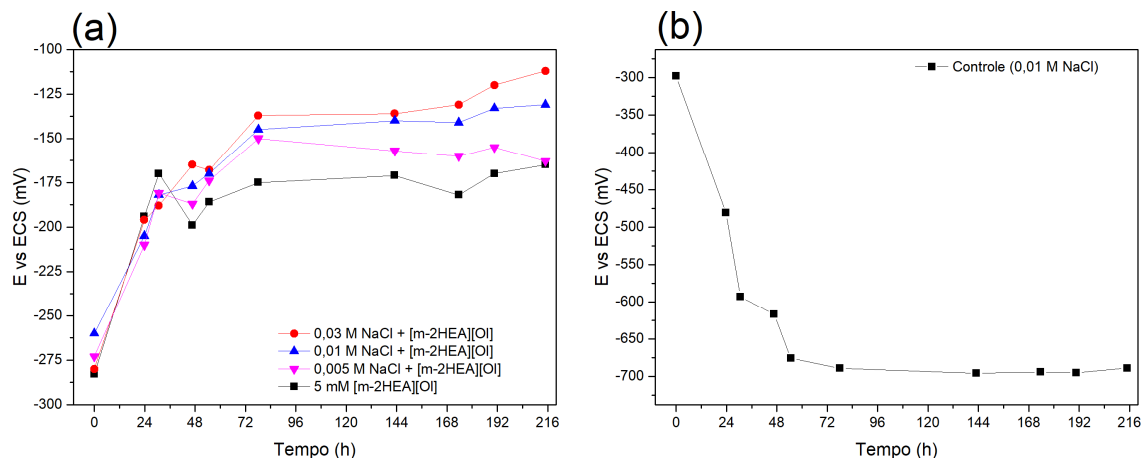 (a)
E vs ECS (mV)
-100
-125
-150
-175
-200
-225
-250
-275
-300
0,03 M NaCl + [m-2HEA][Ol]
0,01 M NaCl + [m-2HEA][Ol]
0,005 M NaCl + [m-2HEA][Ol]
5 mM [m-2HEA][Ol]
0 24 48 72 96 120 144 168 192 216
Tempo (h)
(b)
E vs ECS (mV)
-300
-350
-400
-450
-500
-550
-600
-650
-700
Controle (0,01 M NaCl)
0 24 48 72 96 120 144 168 192 216
Tempo (h)